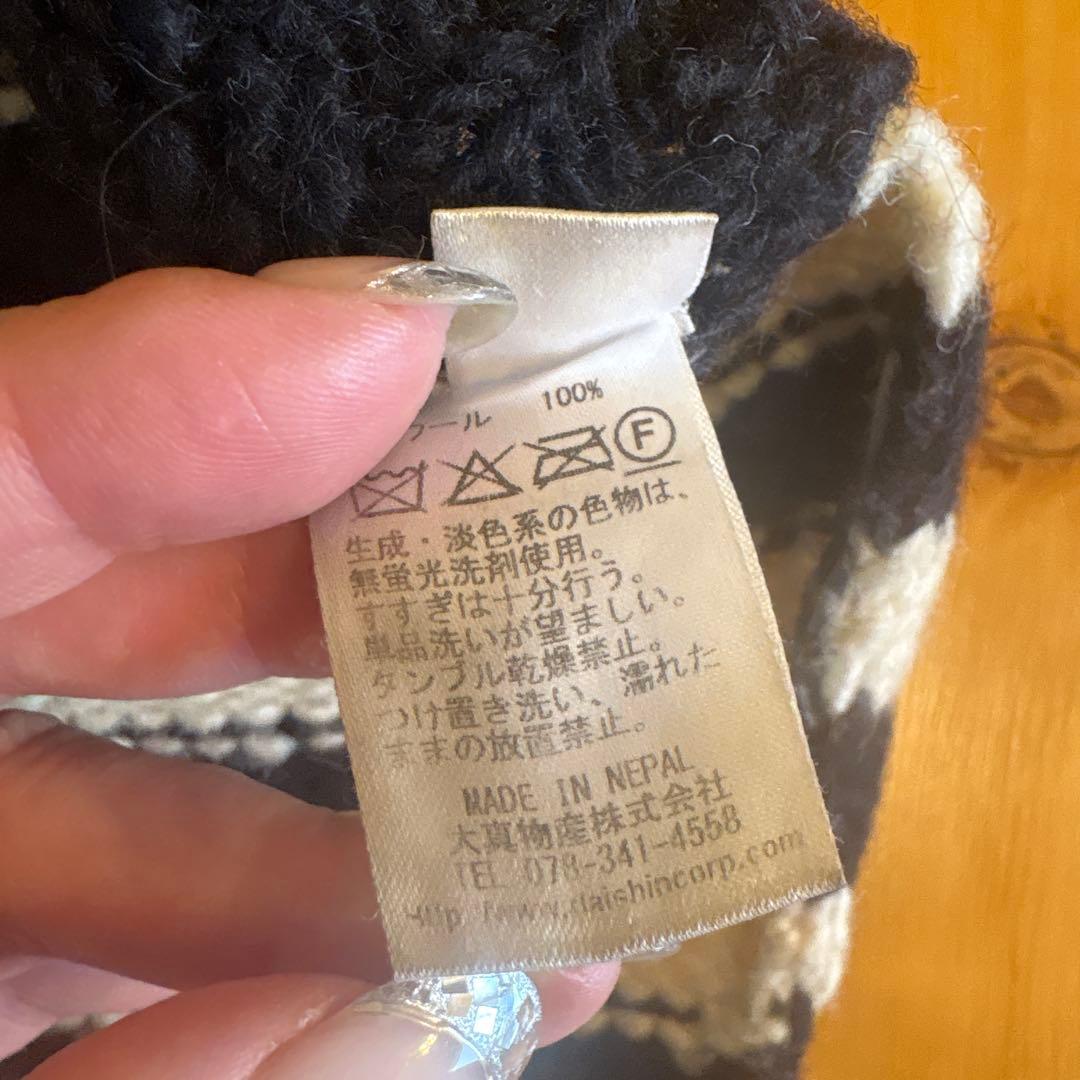 ウール 100%
F
生成・淡色系の色物は、
無蛍光洗剤使用。
すすぎは十分行う。
単品洗いが望ましい。
タンブル乾燥禁止。
つけ置き洗い、濡れた
ままの放置禁止。
MADE IN NEPAL
大真物産株式会社
TEL 078-341-4558
http://www.daishincorp.com